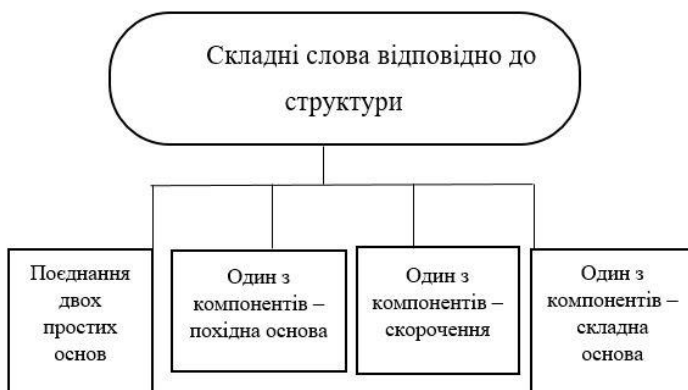 Складні слова відповідно до
структури
Поєднання
двох
простих
основ
Один з
компонентів –
похідна основа
Один з
компонентів –
скорочення
Один з
компонентів –
складна
основа